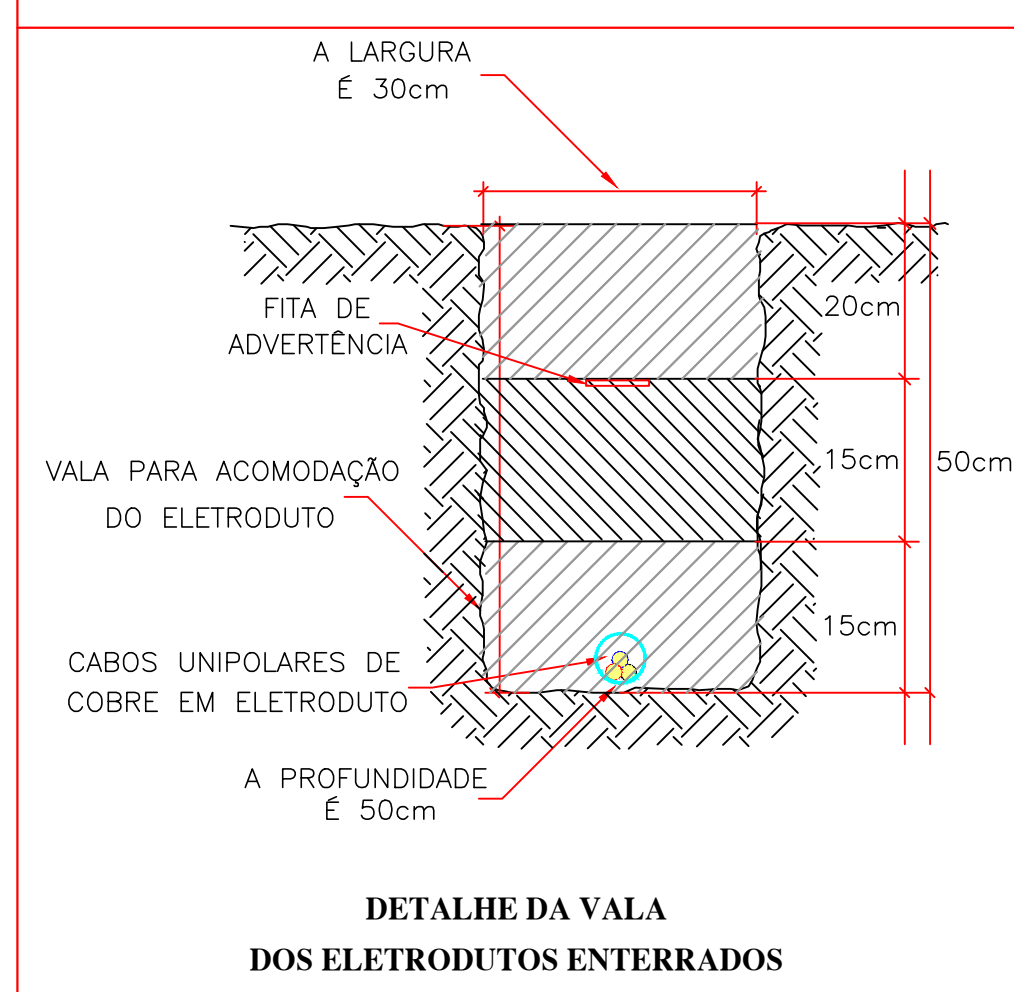 A LARGURA
É 30cm
20cm
FITA DE
ADVERTÊNCIA
15cm
50cm
VALA PARA ACOMODAÇÃO
DO ELETRODUTO
15cm
CABOS UNIPOLARES DE
COBRE EM ELETRODUTO
A PROFUNDIDADE
É 50cm
DETALHE DA VALA
DOS ELETRODUTOS ENTERRADOS